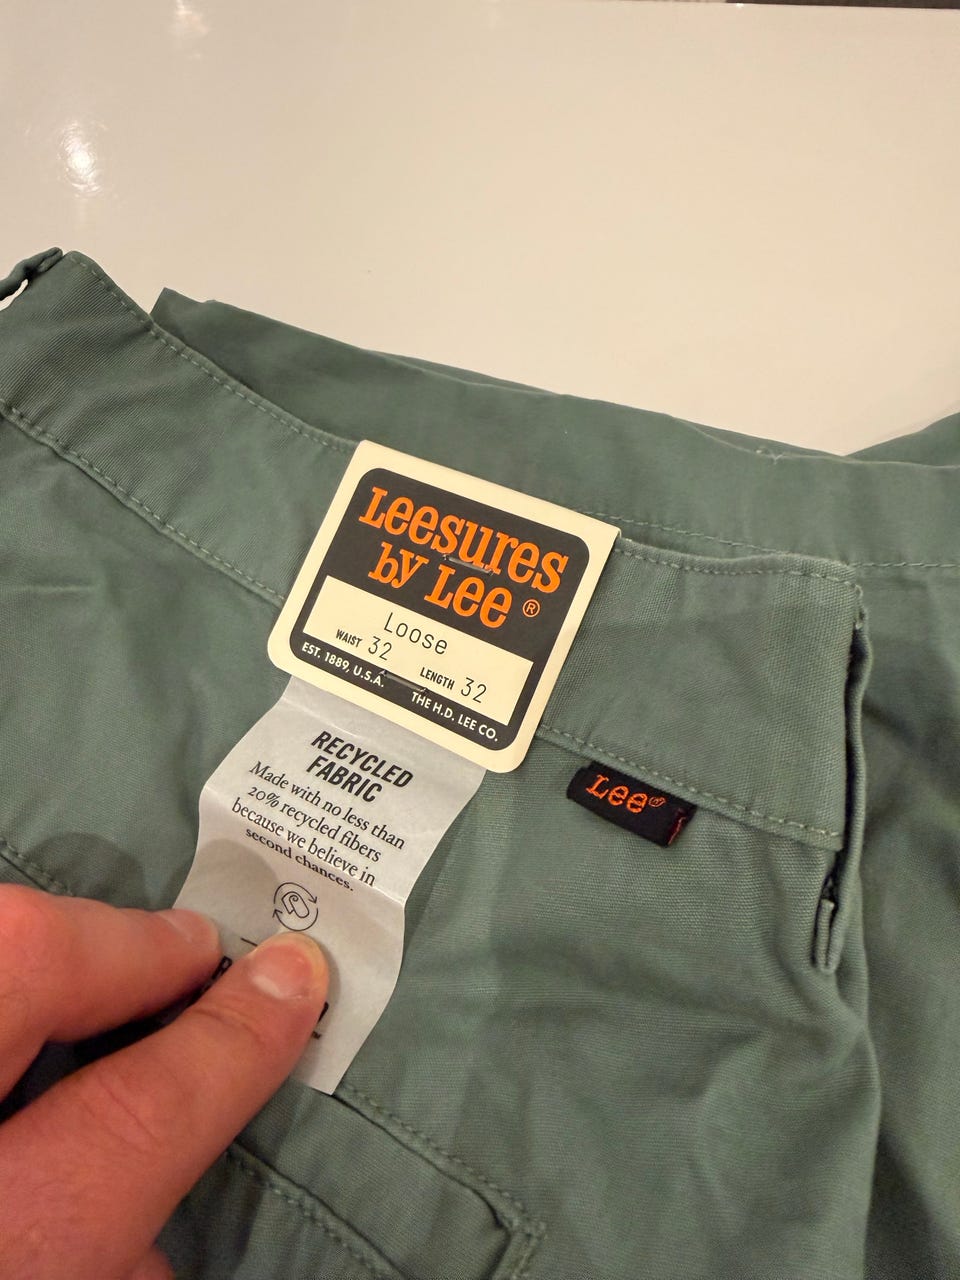 Leesures
by Lee®
Loose
WAIST 32 LENGTH 32
EST. 1889, U.S.A. THE H.D. LEE CO.
RECYCLED
FABRIC
Made with no less than
20% recycled fibers
because we believe in
second chances.
Lee®